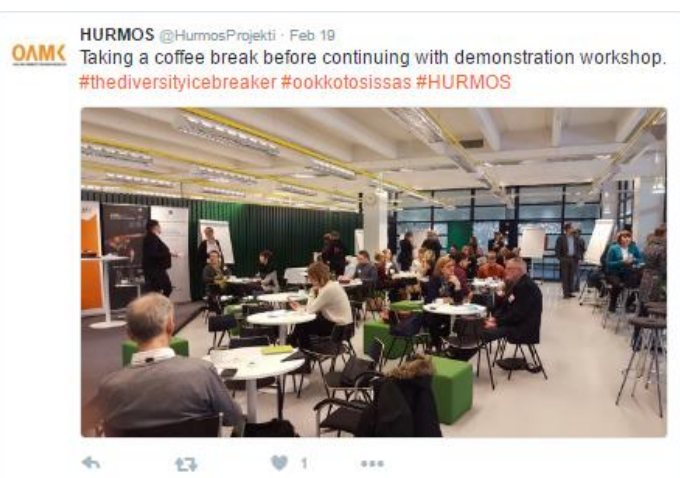 HURMOS @HurmosProjekti · Feb 19
OAMK
Taking a coffee break before continuing with demonstration workshop.
#thediversityicebreaker #ookkotosissas #HURMOS
1